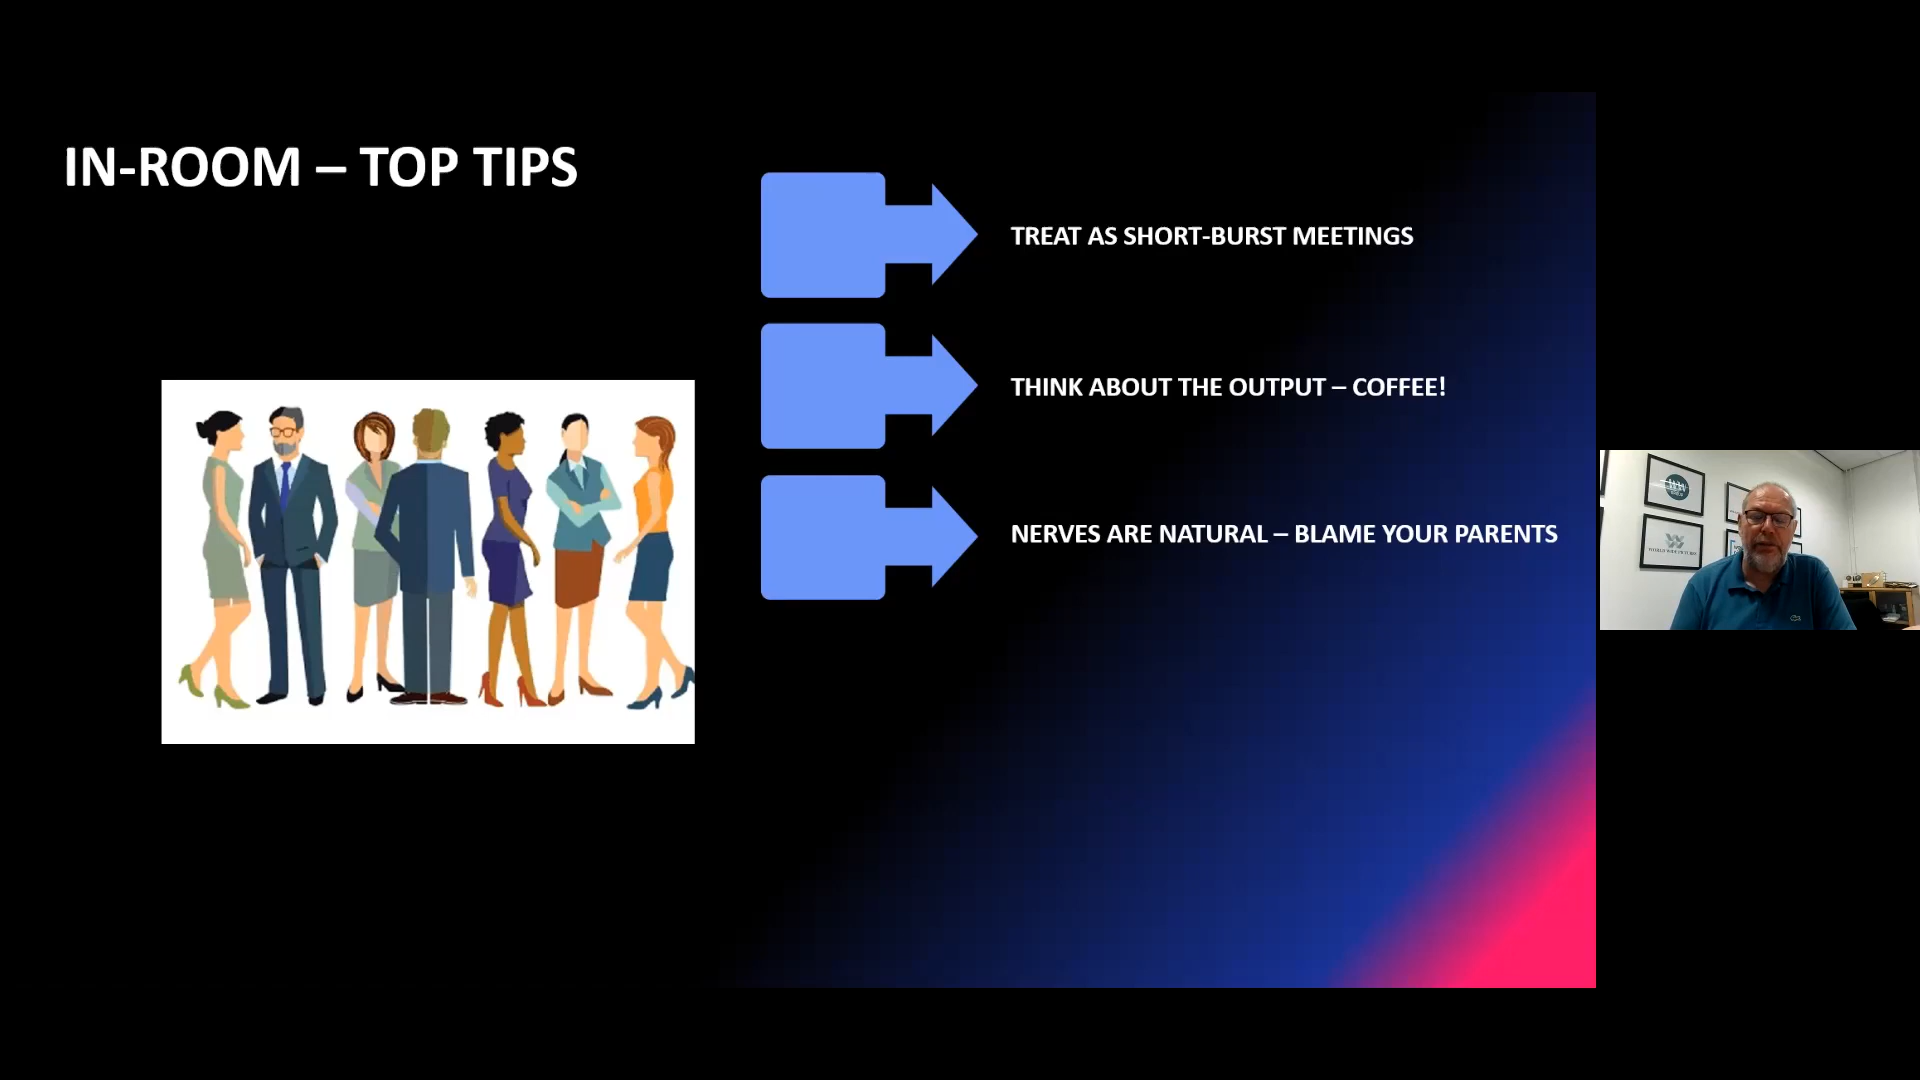 IN-ROOM – TOP TIPS
TREAT AS SHORT-BURST MEETINGS
THINK ABOUT THE OUTPUT – COFFEE!
NERVES ARE NATURAL – BLAME YOUR PARENTS